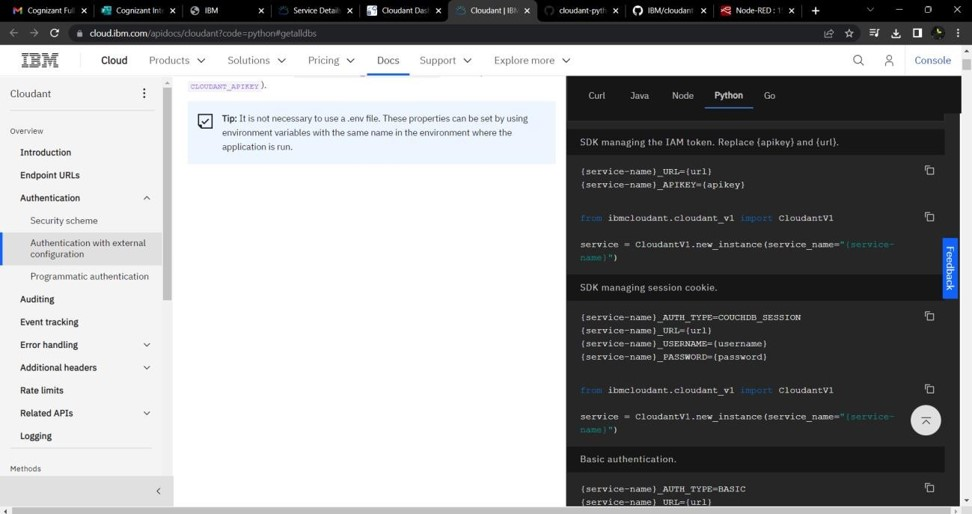 Cognizant Ful
Cognizant Inte
IBM
Service Details
Cloudant Dash
Cloudant | IBM
cloudant-pyth
IBM/cloudant
Node-RED : 1
cloud.ibm.com/apidocs/cloudant?code=python#getalldbs
IBM
Cloud
Products
Solutions
Pricing
Docs
Support
Explore more
Console
Cloudant
Overview
Introduction
Endpoint URLs
Authentication
Security scheme
Authentication with external
configuration
Programmatic authentication
Auditing
Event tracking
Error handling
Additional headers
Rate limits
Related APIs
Logging
Methods
CLOUDANT_APIKEY ).
Tip: It is not necessary to use a .env file. These properties can be set by using
environment variables with the same name in the environment where the
application is run.
Curl
Java
Node
Python
Go
SDK managing the IAM token. Replace {apikey} and {url}.
{service-name}_URL={url}
{service-name}_APIKEY={apikey}
from ibmcloudant.cloudant_v1 import CloudantV1
service = CloudantV1.new_instance(service_name="{service-
name}")
SDK managing session cookie.
{service-name}_AUTH_TYPE=COUCHDB_SESSION
{service-name}_URL={url}
{service-name}_USERNAME={username}
{service-name}_PASSWORD={password}
from ibmcloudant.cloudant_v1 import CloudantV1
service = CloudantV1.new_instance(service_name="{service-
name}")
Basic authentication.
{service-name}_AUTH_TYPE=BASIC
{service-name}_URL={url}
Feedback